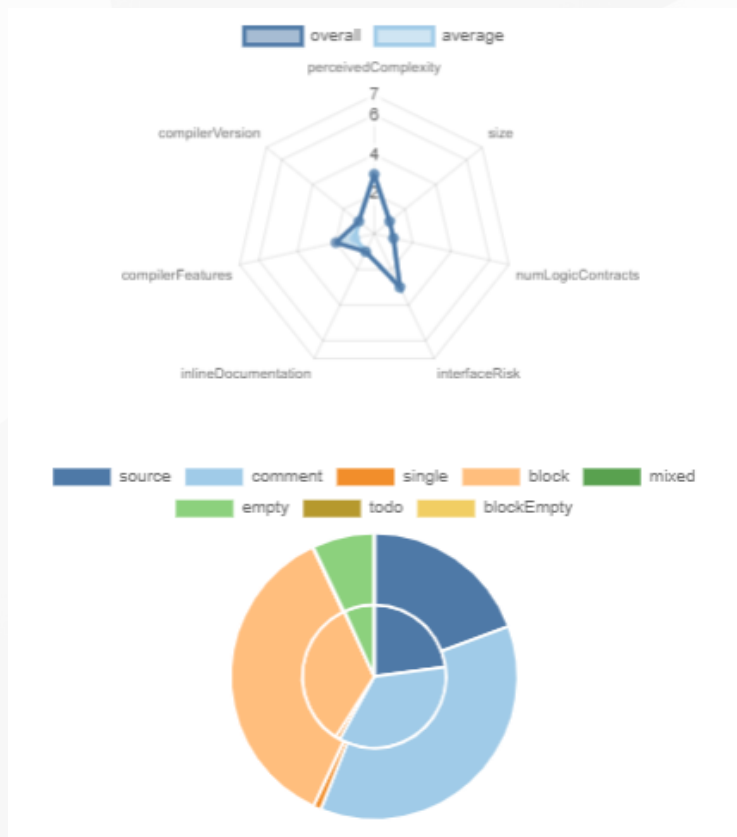 overall average
perceivedComplexity
7
6
compilerVersion size
4
2
compilerFeatures numLogicContracts
inlineDocumentation interfaceRisk
source comment single block mixed
empty todo blockEmpty